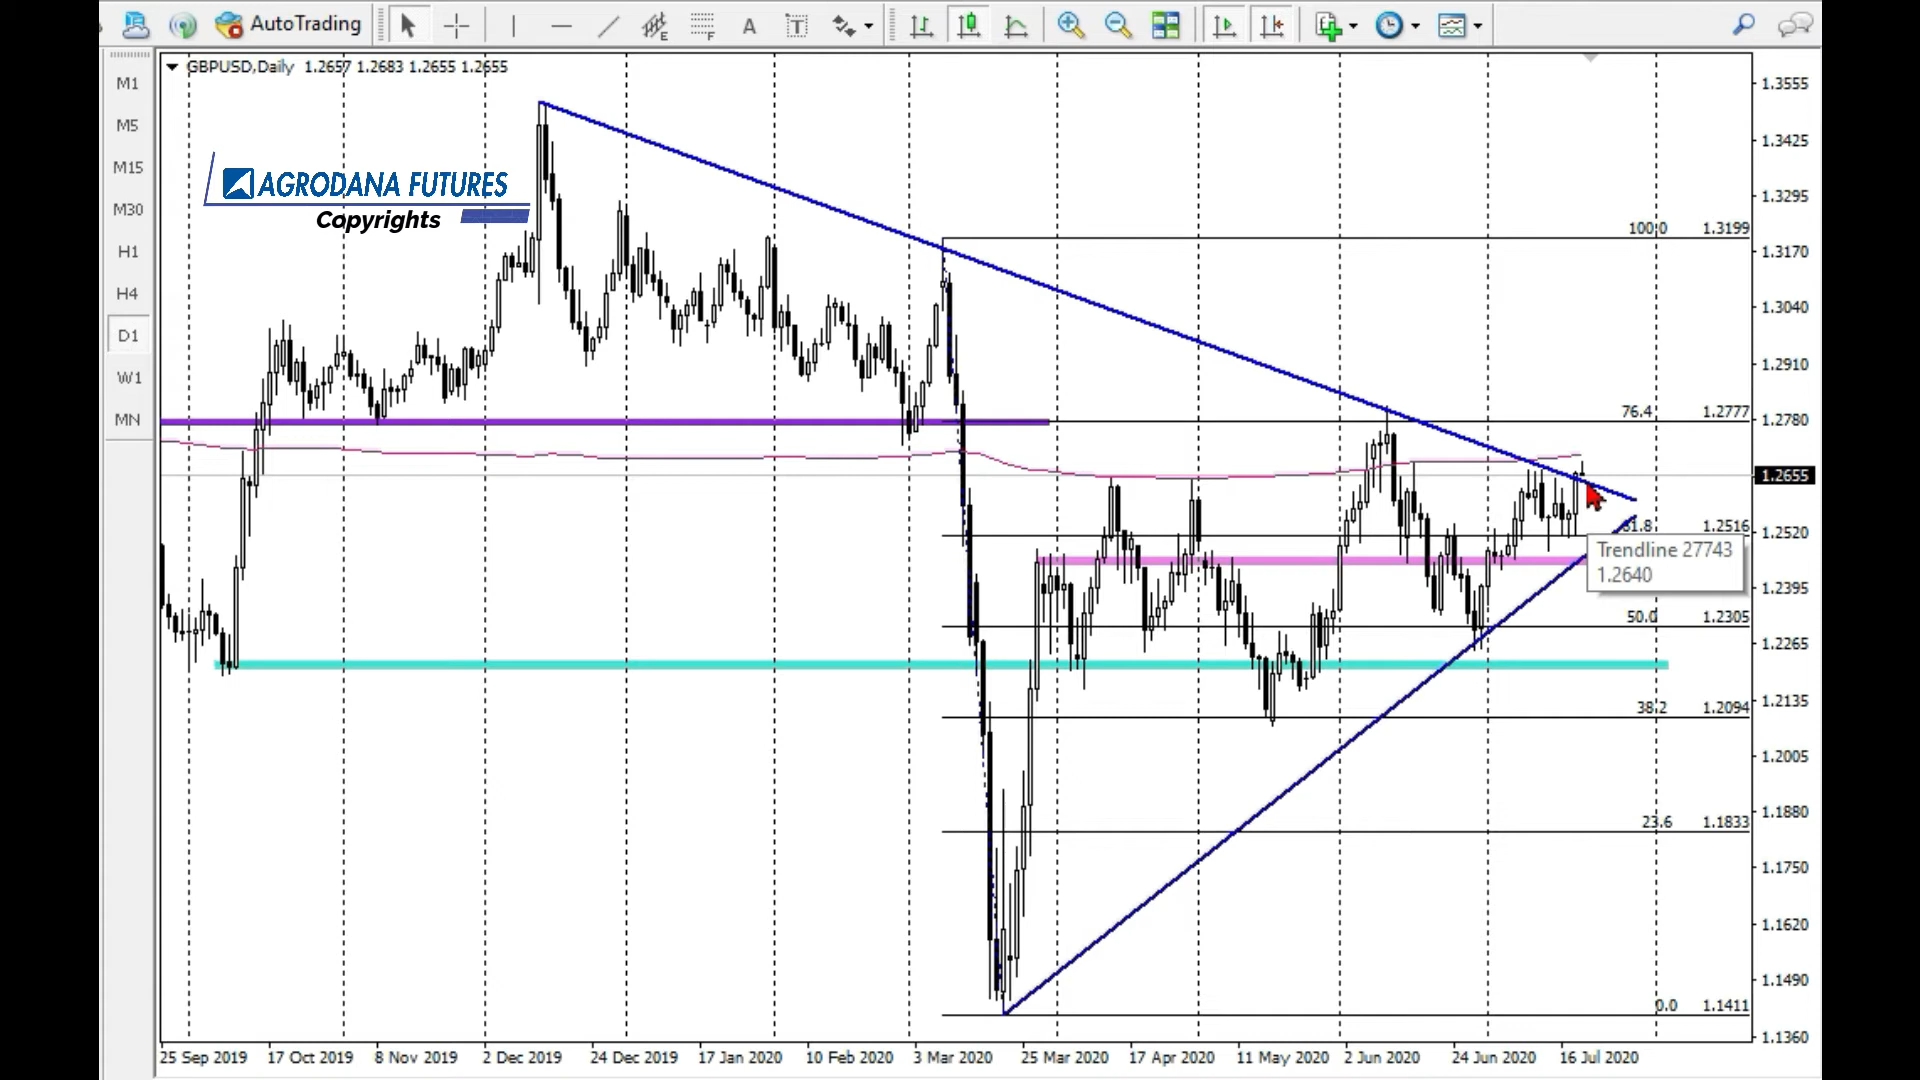 AutoTrading
A
T
E
F
M1
M5
M15
M30
H1
H4
D1
W1
MN
GBPUSD,Daily 1.2657 1.2683 1.2655 1.2655
AGRODANA FUTURES
Copyrights
100.0 1.3199
76.4 1.2777
61.8 1.2516
50.0 1.2305
38.2 1.2094
23.6 1.1833
0.0 1.1411
Trendline 27743
1.2640
1.3555
1.3425
1.3295
1.3170
1.3040
1.2910
1.2780
1.2655
1.2520
1.2395
1.2265
1.2135
1.2005
1.1880
1.1750
1.1620
1.1490
1.1360
25 Sep 2019 17 Oct 2019 8 Nov 2019 2 Dec 2019 24 Dec 2019 17 Jan 2020 10 Feb 2020 3 Mar 2020 25 Mar 2020 17 Apr 2020 11 May 2020 2 Jun 2020 24 Jun 2020 16 Jul 2020